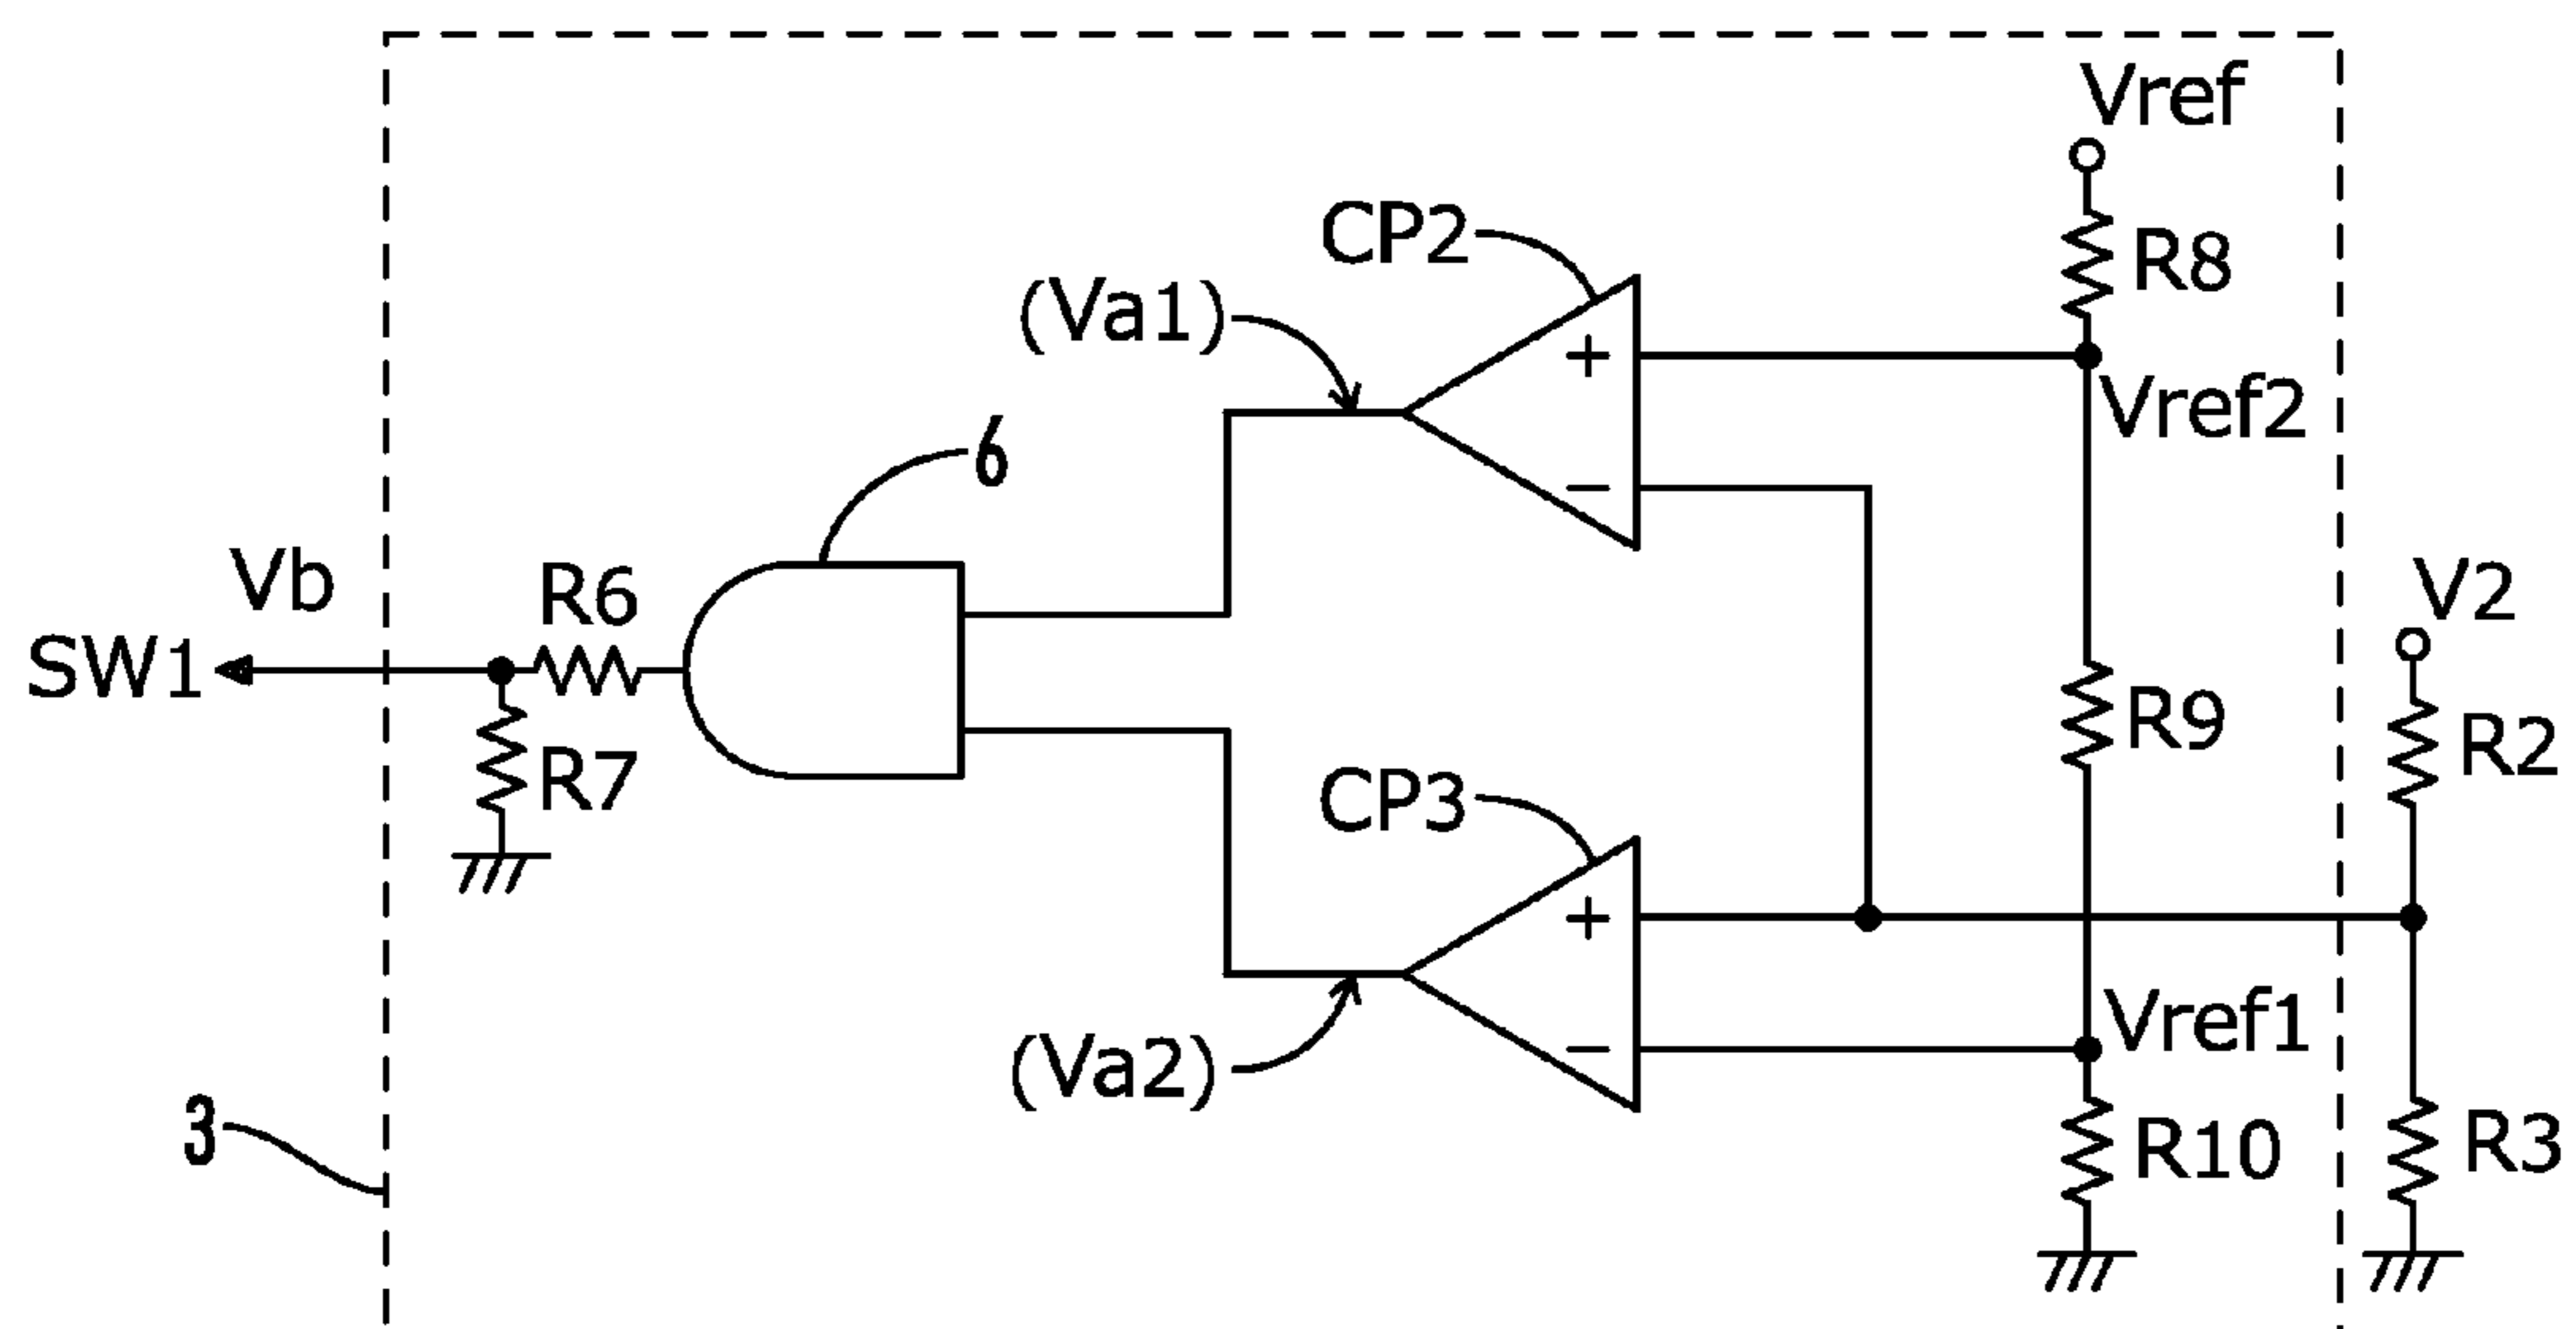 Vref
CP2
R8
(Va1)
+
Vref2
6
−
Vb
R6
V2
SW1
R9
R2
R7
CP3
+
Vref1
(Va2)
−
3
R10
R3